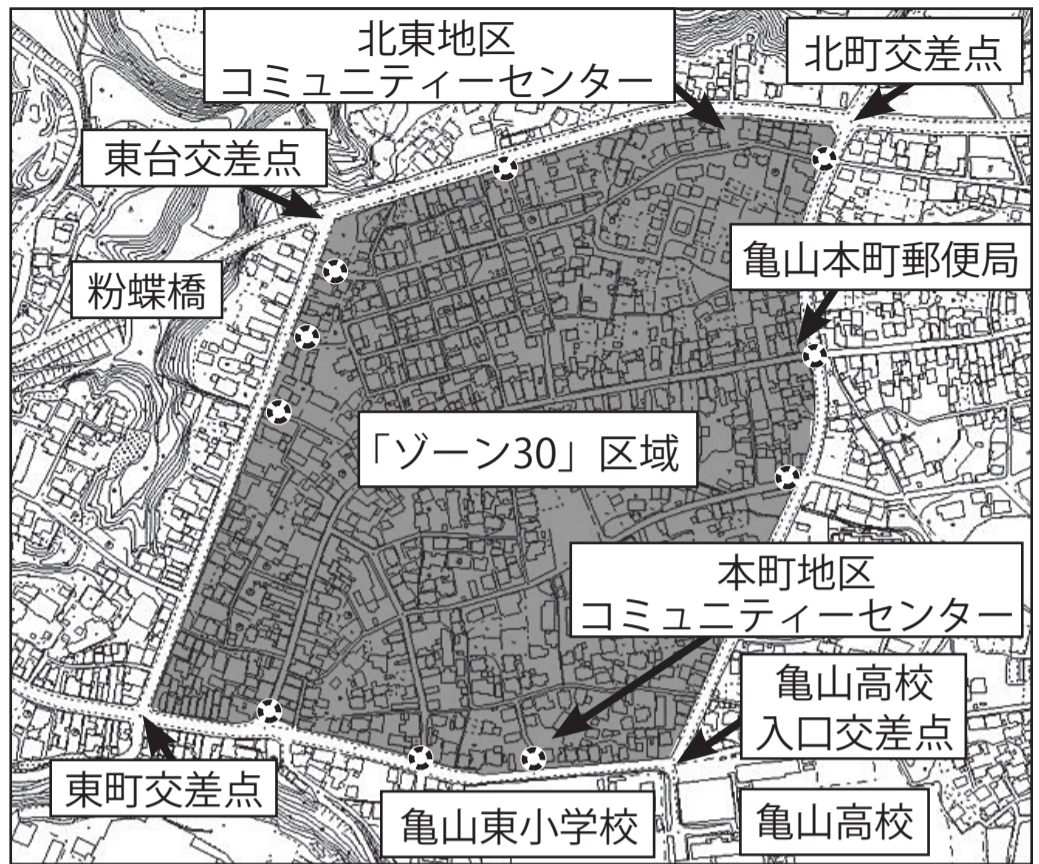 北東地区
コミュニティーセンター
北町交差点
東台交差点
粉蝶橋
亀山本町郵便局
「ゾーン30」区域
本町地区
コミュニティーセンター
亀山高校
入口交差点
東町交差点
亀山東小学校
亀山高校